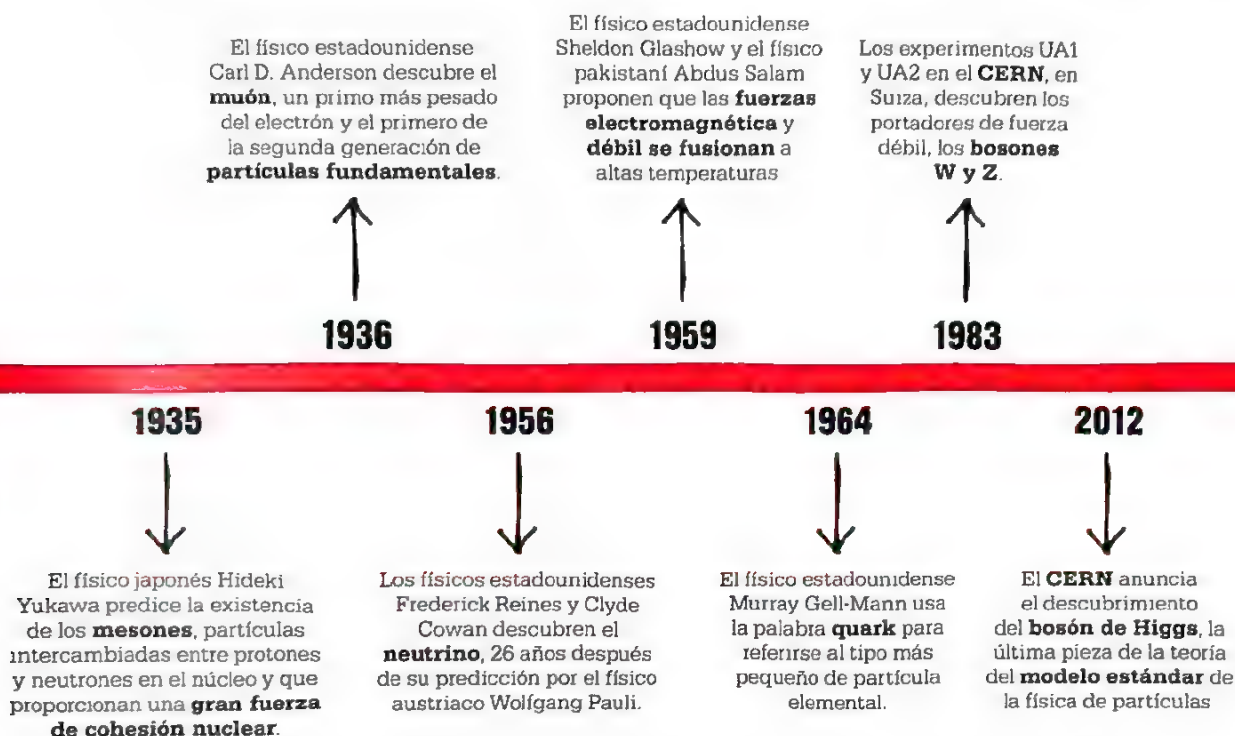 El físico estadounidense
Carl D. Anderson descubre el
muón, un primo más pesado
del electrón y el primero de
la segunda generación de
partículas fundamentales.
El físico estadounidense
Sheldon Glashow y el físico
pakistaní Abdus Salam
proponen que las fuerzas
electromagnética y
débil se fusionan a
altas temperaturas
Los experimentos UA1
y UA2 en el CERN, en
Suiza, descubren los
portadores de fuerza
débil, los bosones
W y Z.
1936
1959
1983
1935
1956
1964
2012
El físico japonés Hideki
Yukawa predice la existencia
de los mesones, partículas
intercambiadas entre protones
y neutrones en el núcleo y que
proporcionan una gran fuerza
de cohesión nuclear.
Los físicos estadounidenses
Frederick Reines y Clyde
Cowan descubren el
neutrino, 26 años después
de su predicción por el físico
austriaco Wolfgang Pauli.
El físico estadounidense
Murray Gell-Mann usa
la palabra quark para
referirse al tipo más
pequeño de partícula
elemental.
El CERN anuncia
el descubrimiento
del bosón de Higgs, la
última pieza de la teoría
del modelo estándar de
la física de partículas